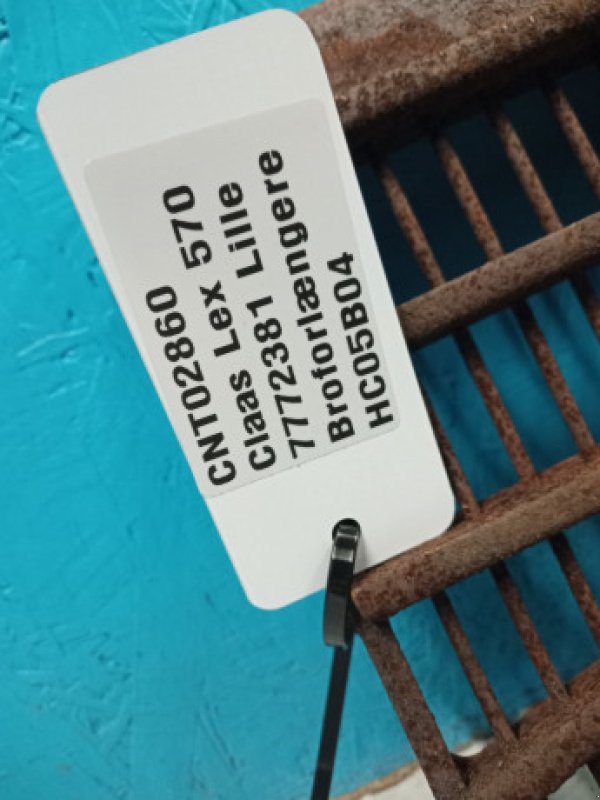 CNT02860
Claas Lex 570
7772381 Lille
Broforlængere
HC05B04